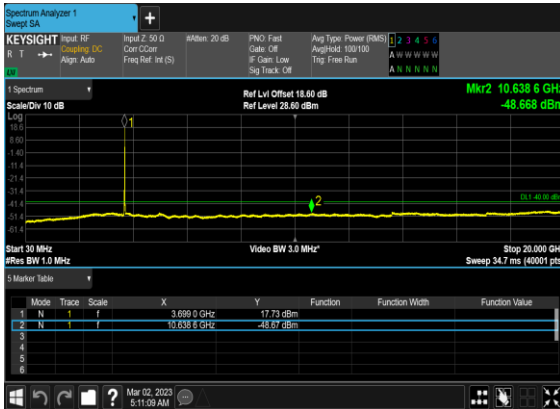 Spectrum Analyzer 1
Swept SA
+
KEYSIGHT Input: RF Input Z: 50 Ω #Atten: 20 dB PNO: Fast Avg Type: Power (RMS) 1 2 3 4 5 6
R T Coupling: DC Corr CCorr Gate: Off Avg|Hold: 100/100 A W W W W W
Align: Auto Freq Ref: Int (S) IF Gain: Low Trig: Free Run
Sig Track: Off A N N N N N
LXI
1 Spectrum Ref Lvl Offset 18.60 dB Mkr2 10.638 6 GHz
Scale/Div 10 dB Ref Level 28.60 dBm -48.668 dBm
Log
18.6
8.60
-1.40
-11.4
-21.4
-31.4
-41.4
-51.4
-61.4
1
2
DL1 -40.00 dBm
Start 30 MHz Video BW 3.0 MHz* Stop 20.000 GHz
#Res BW 1.0 MHz Sweep 34.7 ms (40001 pts)
5 Marker Table
Mode Trace Scale X Y Function Function Width Function Value
1 N 1 f 3.699 0 GHz 17.73 dBm
2 N 1 f 10.638 6 GHz -48.67 dBm
3
4
5
6
? Mar 02, 2023
5:11:09 AM